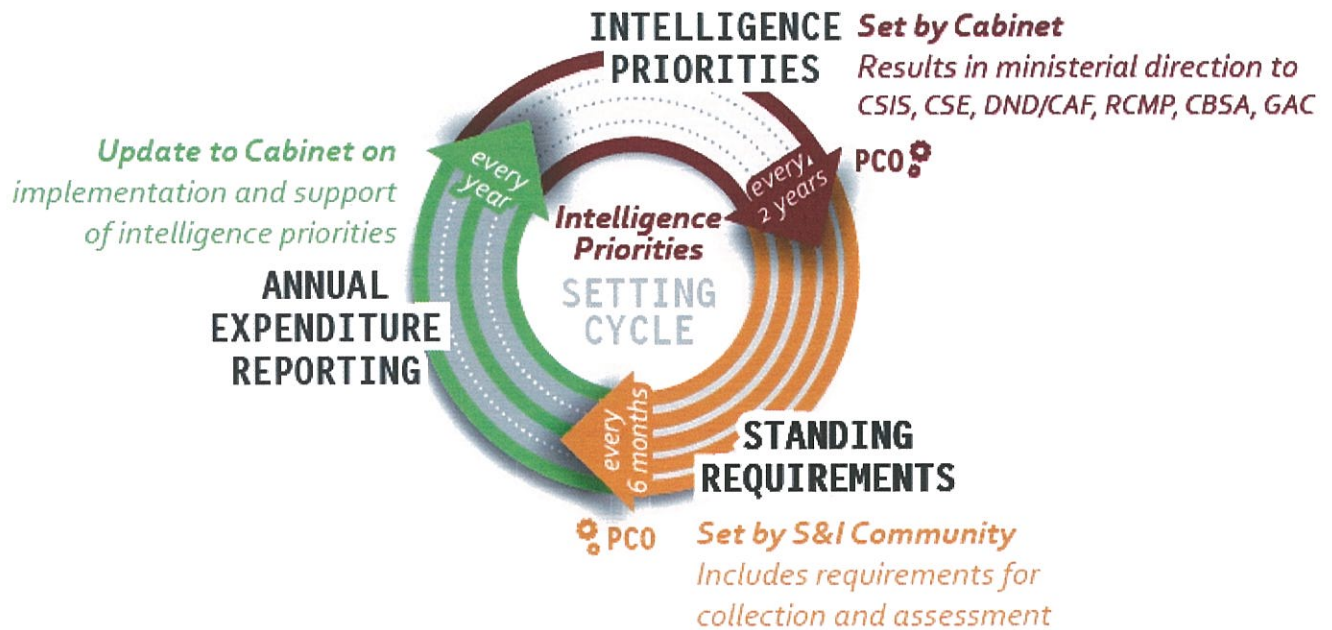 INTELLIGENCE
PRIORITIES
Set by Cabinet
Results in ministerial direction to
CSIS, CSE, DND/CAF, RCMP, CBSA, GAC
PCO
every
2 years
Update to Cabinet on
implementation and support
of intelligence priorities
every
year
Intelligence
Priorities
SETTING
CYCLE
ANNUAL
EXPENDITURE
REPORTING
every
6 months
STANDING
REQUIREMENTS
PCO
Set by S&I Community
Includes requirements for
collection and assessment